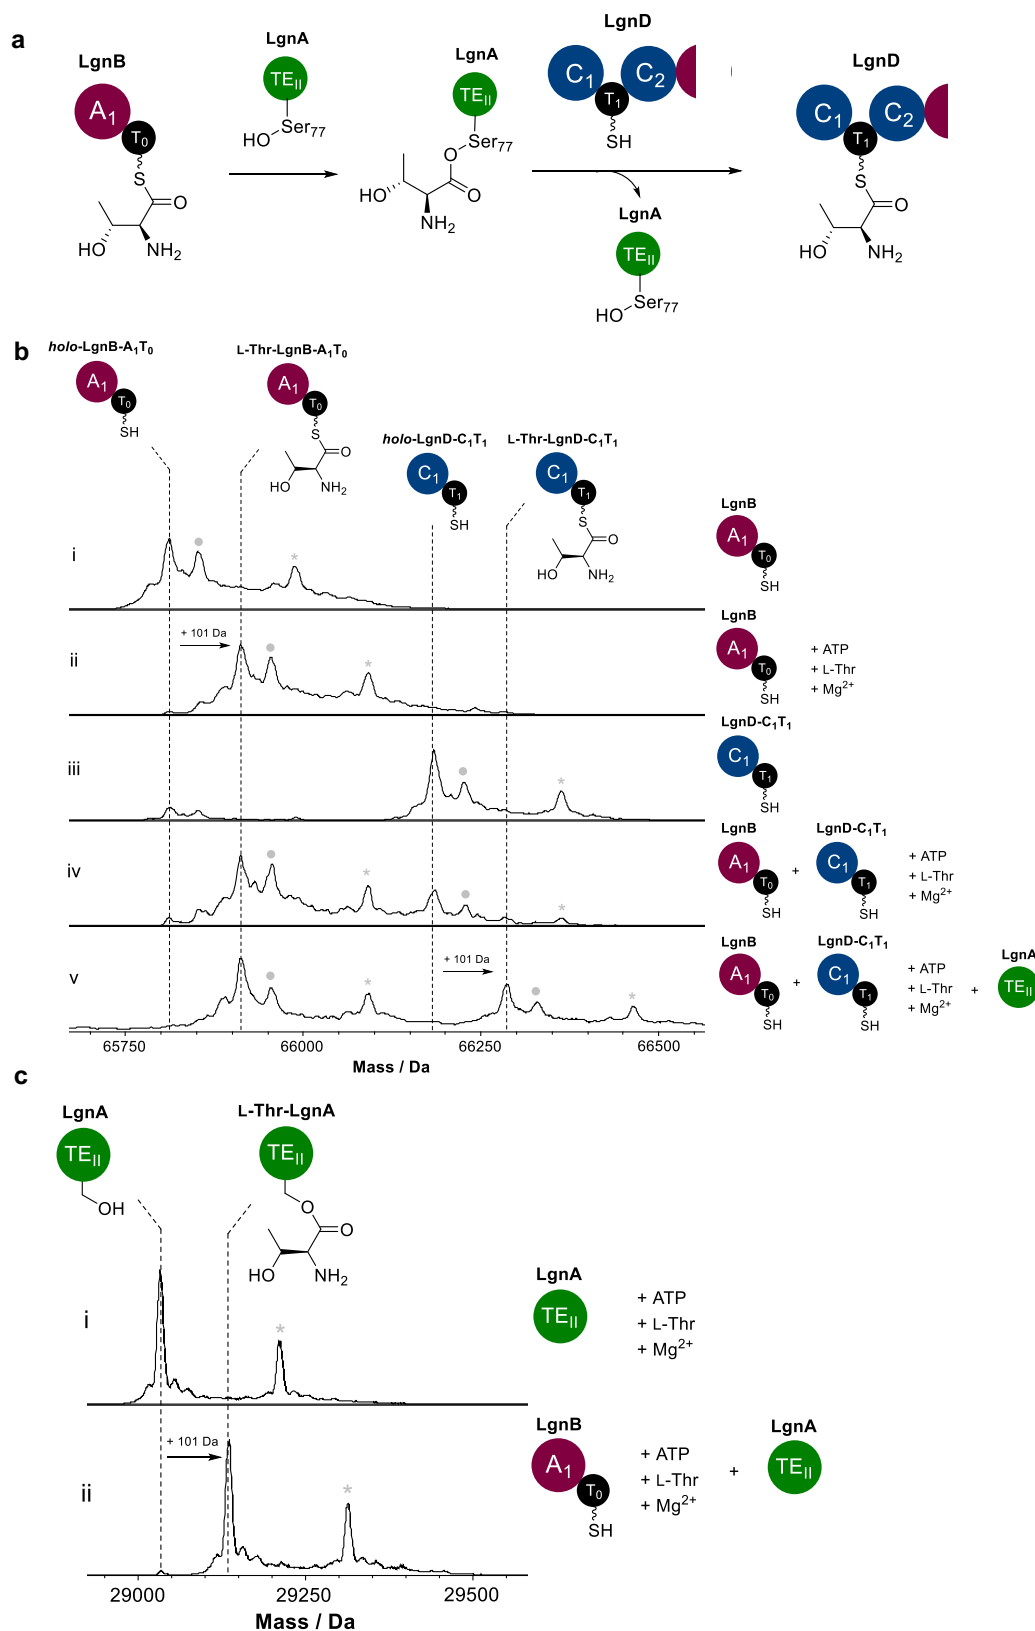 a
LgnB
A1
T0
S
O
HO
NH2
LgnA
TEII
HO
Ser77
LgnA
TEII
Ser77
O
O
HO
NH2
LgnD
C1
C2
T1
SH
LgnA
TEII
HO
Ser77
LgnD
C1
C2
T1
S
O
HO
NH2
b
holo-LgnB-A1T0
A1
T0
SH
L-Thr-LgnB-A1T0
A1
T0
S
O
HO
NH2
holo-LgnD-C1T1
C1
T1
SH
L-Thr-LgnD-C1T1
C1
T1
S
O
HO
NH2
i
*
LgnB
A1
T0
SH
ii
+ 101 Da
*
LgnB
A1
T0
SH
+ ATP
+ L-Thr
+ Mg2+
iii
*
LgnD-C1T1
C1
T1
SH
iv
*
*
LgnB
A1
T0
SH
+
LgnD-C1T1
C1
T1
SH
+ ATP
+ L-Thr
+ Mg2+
v
*
+ 101 Da
*
LgnB
A1
T0
SH
+
LgnD-C1T1
C1
T1
SH
+ ATP
+ L-Thr
+ Mg2+
+
LgnA
TEII
65750 66000 66250 66500
Mass / Da
c
LgnA
TEII
OH
L-Thr-LgnA
TEII
O
O
HO
NH2
i
*
LgnA
TEII
+ ATP
+ L-Thr
+ Mg2+
ii
+ 101 Da
*
LgnB
A1
T0
SH
+ ATP
+ L-Thr
+ Mg2+
+
LgnA
TEII
29000 29250 29500
Mass / Da